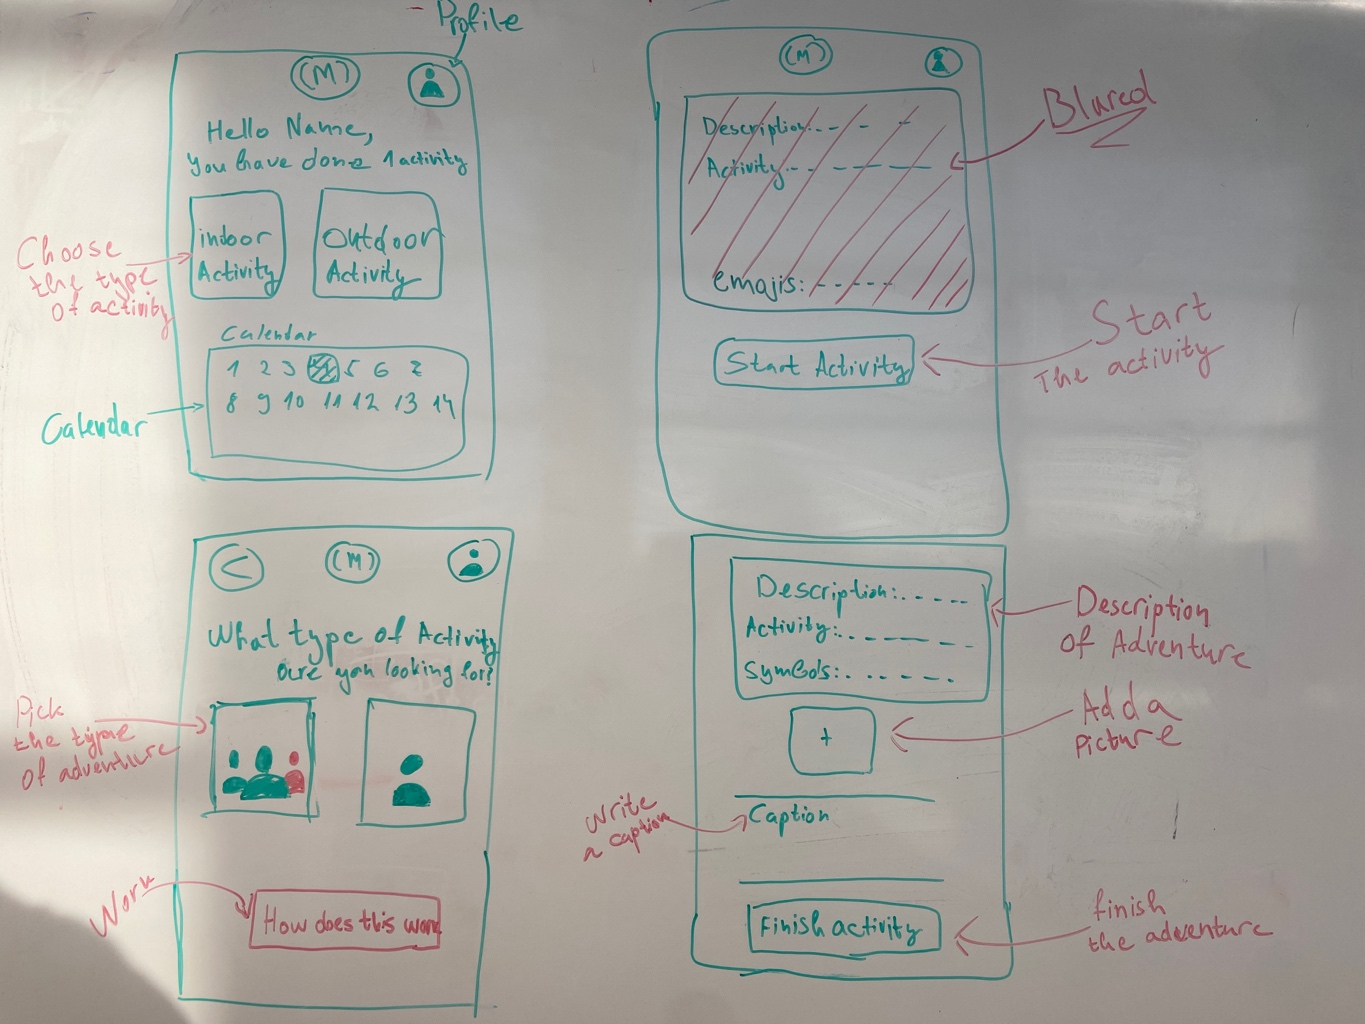 Profile
(M)
Hello Name,
you have done 1 activity
indoor
Activity
Outdoor
Activity
Choose
the type
of activity
Calendar
1 2 3 4 5 6 7
8 9 10 11 12 13 14
Calendar
(M)
Description:
Activity
emajis:
Blured
Start Activity
Start
The activity
<
(M)
What type of Activity
are you looking for?
Pick
the type
of adventure
Work
How does this work
Description:
Activity:
Symbols:
Description
of Adventure
+
Add a
Picture
Caption
write
a caption
Finish activity
finish
the adventure